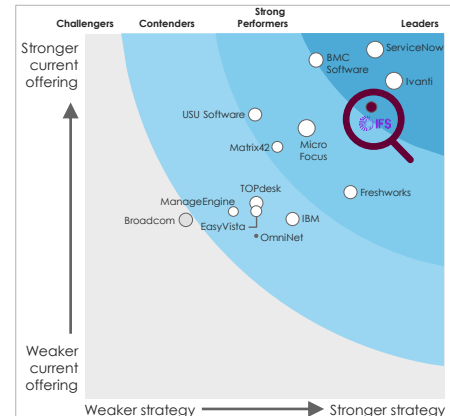 Challengers
Contenders
Strong
Performers
Leaders
Stronger
current
offering
ServiceNow
BMC
Software
Ivanti
IFS
USU Software
Micro
Focus
Matrix42
Freshworks
TOPdesk
ManageEngine
Broadcom
EasyVista
IBM
*OmniNet
Weaker
current
offering
Weaker strategy
Stronger strategy